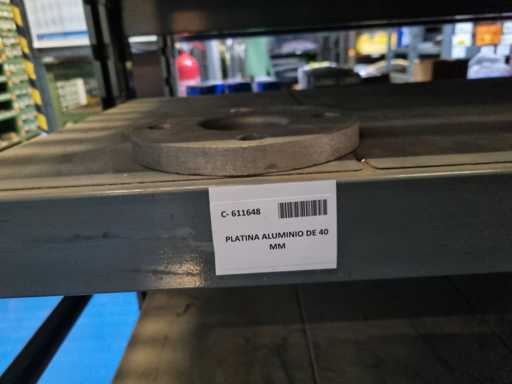 C- 611648
PLATINA ALUMINIO DE 40
MM